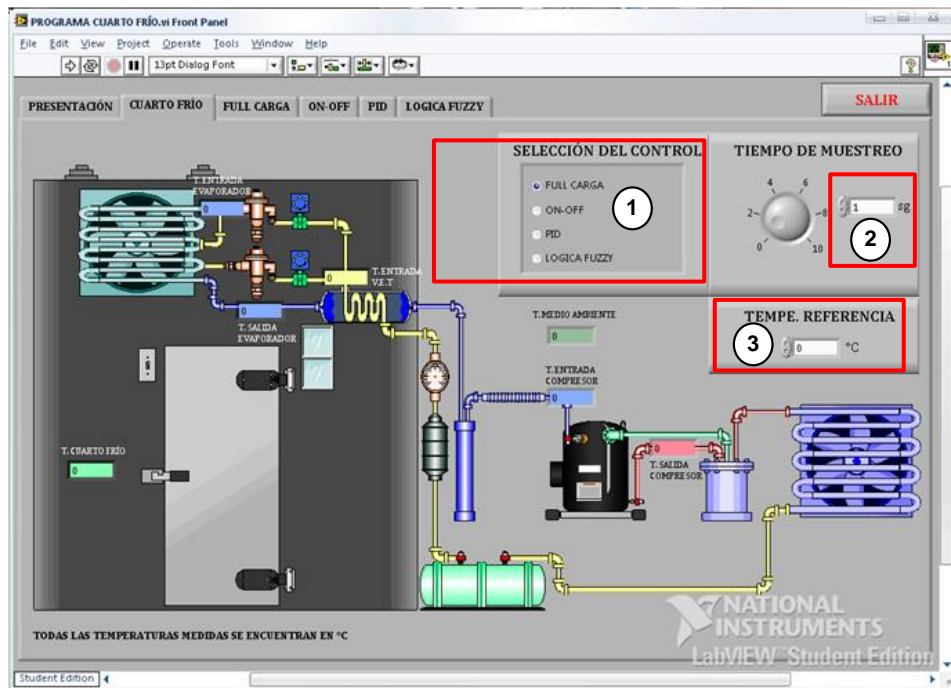 PROGRAMA CUARTO FRÍO.vi Front Panel
File Edit View Project Operate Tools Window Help
13pt Dialog Font
PRESENTACIÓN CUARTO FRÍO FULL CARGA ON-OFF PID LOGICA FUZZY
SALIR
SELECCIÓN DEL CONTROL
FULL CARGA
ON-OFF
PID
LOGICA FUZZY
1
TIEMPO DE MUESTREO
0 2 4 6 8 10
1 sg
2
TEMPE. REFERENCIA
3
0 °C
T. ENTRADA
EVAPORADOR
0
T. ENTRADA
V.E.T
0
0
T. SALIDA
EVAPORADOR
T. MEDIO AMBIENTE
0
T. ENTRADA
COMPRESOR
0
T. CUARTO FRÍO
0
0
T. SALIDA
COMPRESOR
TODAS LAS TEMPERATURAS MEDIDAS SE ENCUENTRAN EN °C
NATIONAL
INSTRUMENTS
LabVIEW Student Edition
Student Edition